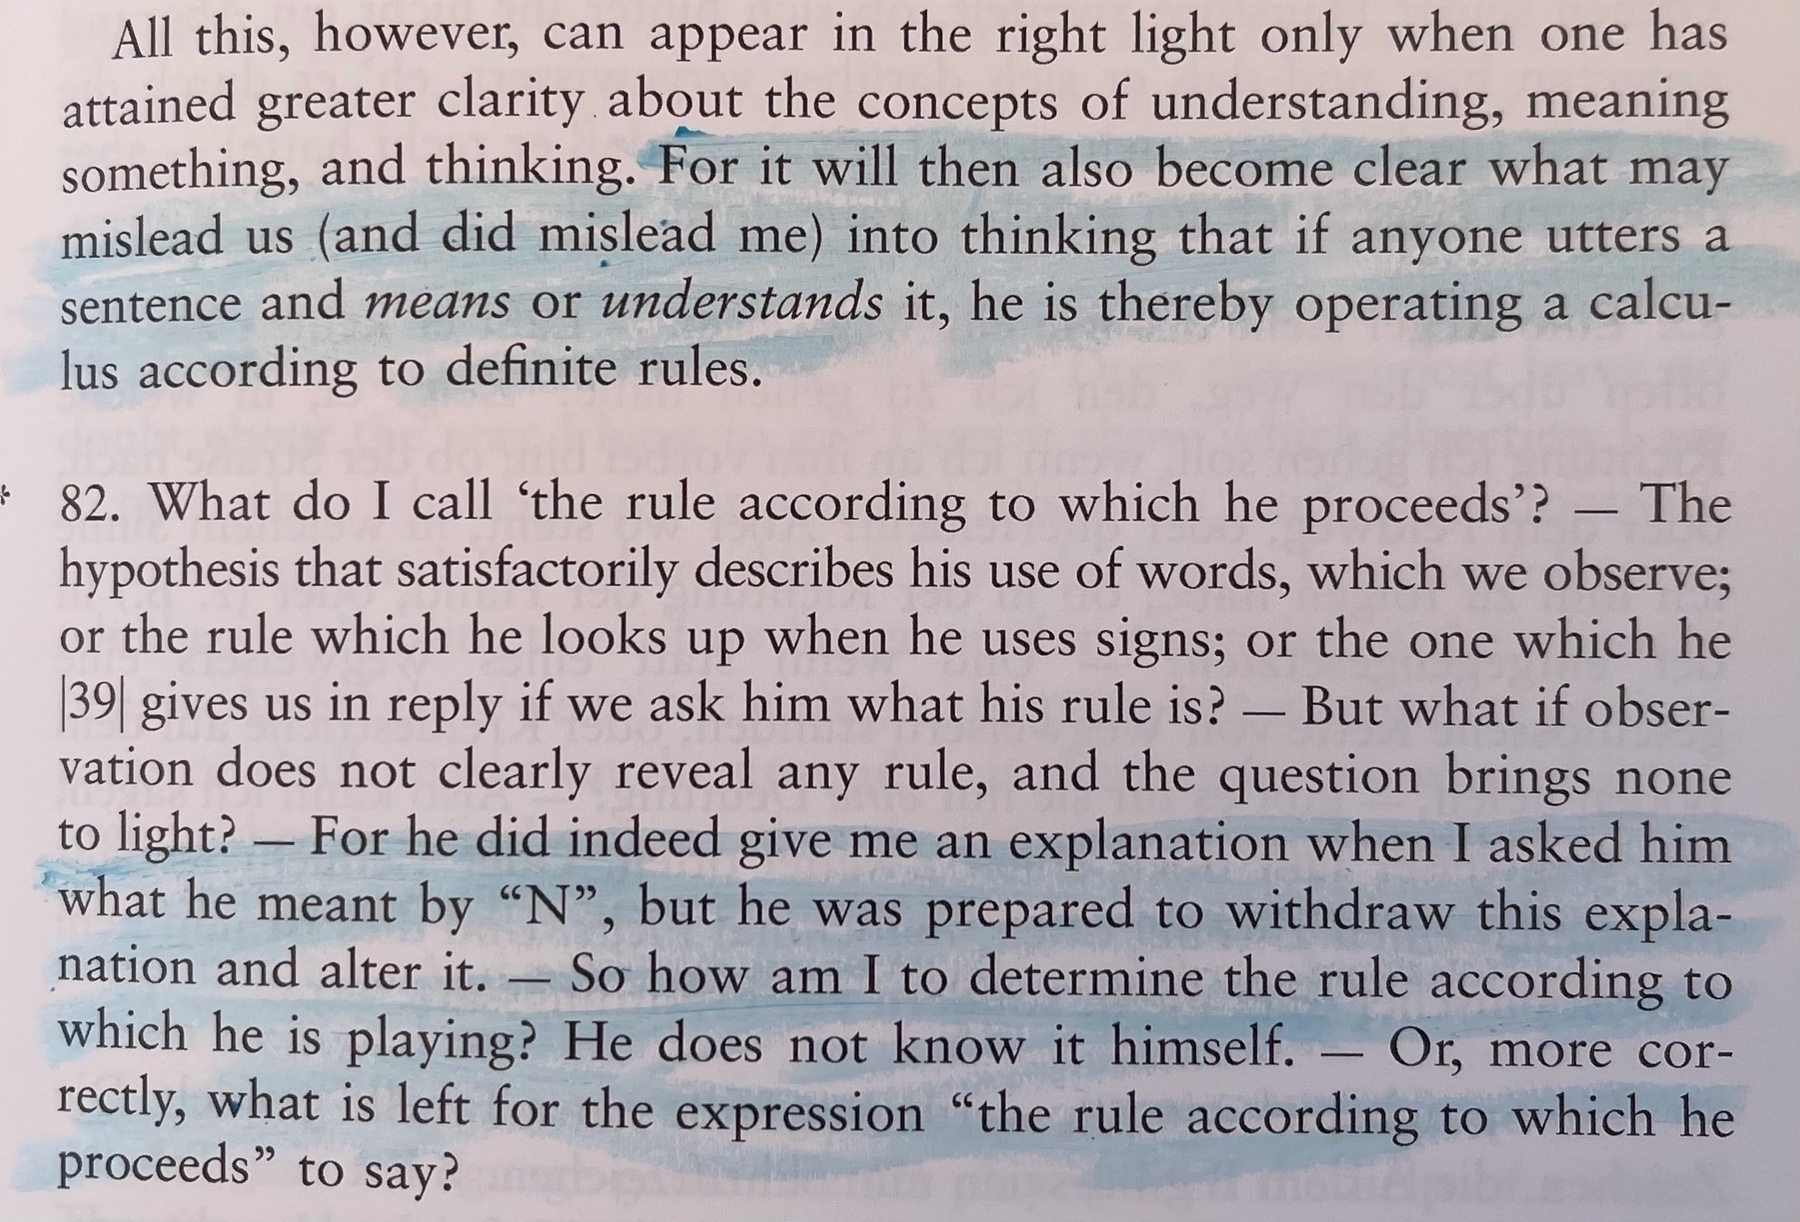 All this, however, can appear in the right light only when one has
attained greater clarity about the concepts of understanding, meaning
something, and thinking. For it will then also become clear what may
mislead us (and did mislead me) into thinking that if anyone utters a
sentence and means or understands it, he is thereby operating a calcu-
lus according to definite rules.
* 82. What do I call ‘the rule according to which he proceeds’? — The
hypothesis that satisfactorily describes his use of words, which we observe;
or the rule which he looks up when he uses signs; or the one which he
|39| gives us in reply if we ask him what his rule is? — But what if obser-
vation does not clearly reveal any rule, and the question brings none
to light? — For he did indeed give me an explanation when I asked him
what he meant by “N”, but he was prepared to withdraw this expla-
nation and alter it. — So how am I to determine the rule according to
which he is playing? He does not know it himself. — Or, more cor-
rectly, what is left for the expression “the rule according to which he
proceeds” to say?